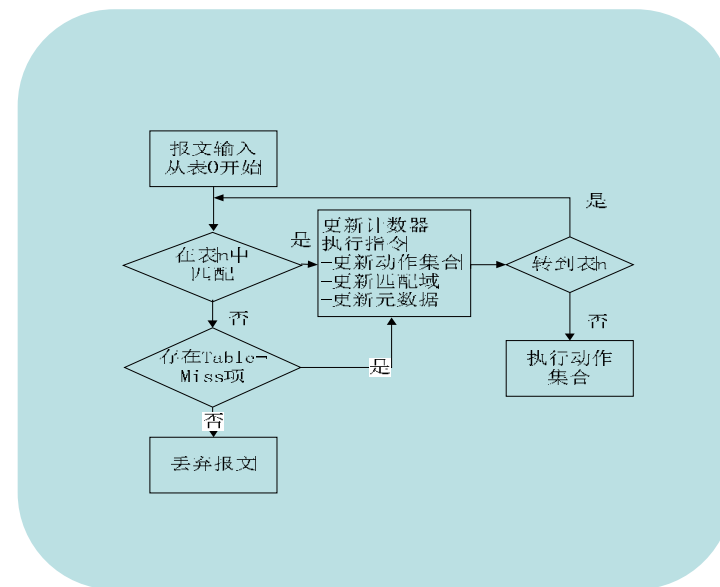 报文输入
从表0开始
是
更新计数器
执行指令
-更新动作集合
-更新匹配域
-更新元数据
是
在表n中
匹配
转到表n
否
否
存在Table-
Miss项
是
执行动作
集合
否
丢弃报文